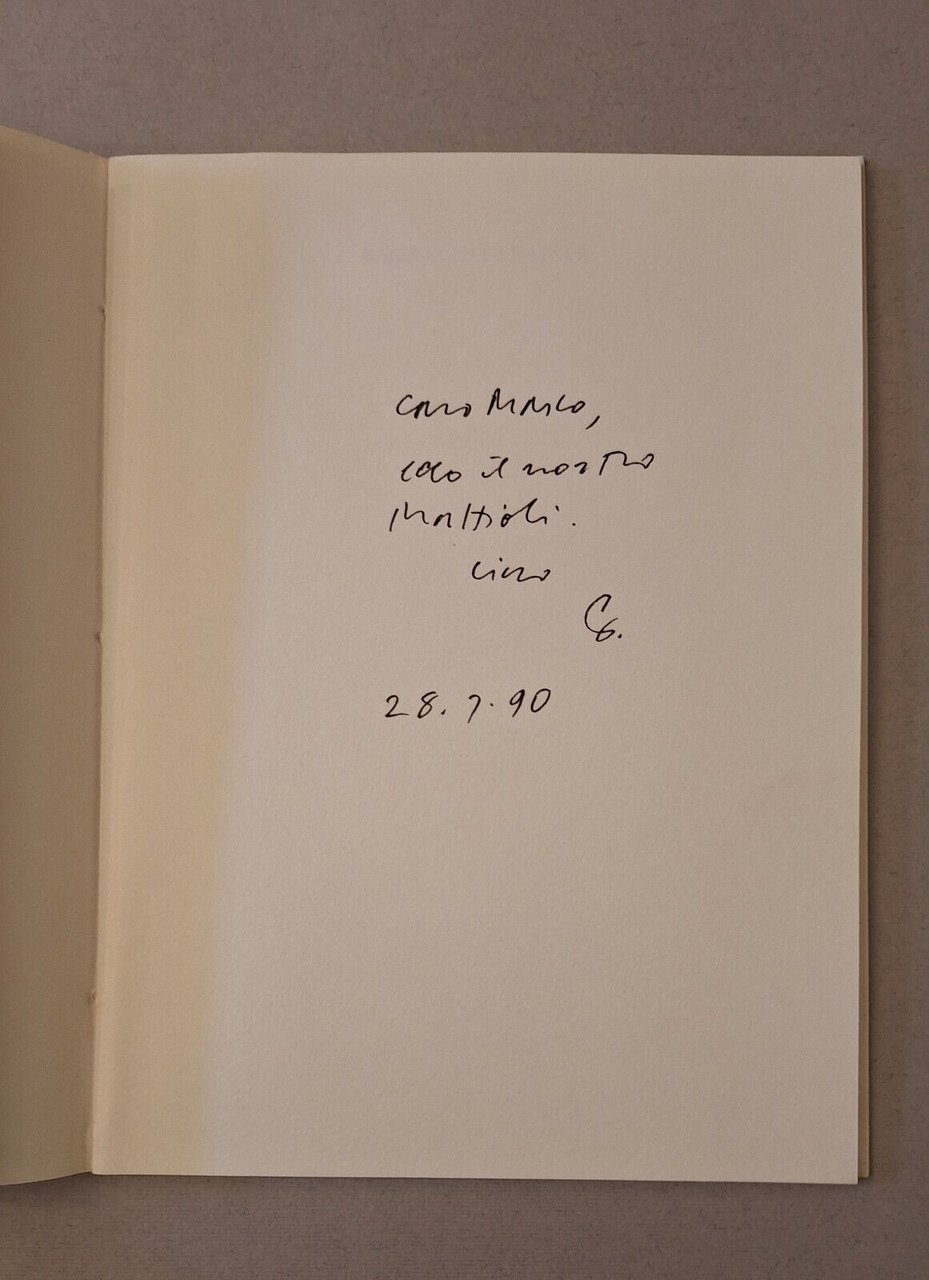 Caro Marco,
ecco il nostro
Mattioli.
Ciao
G.
28.7.90